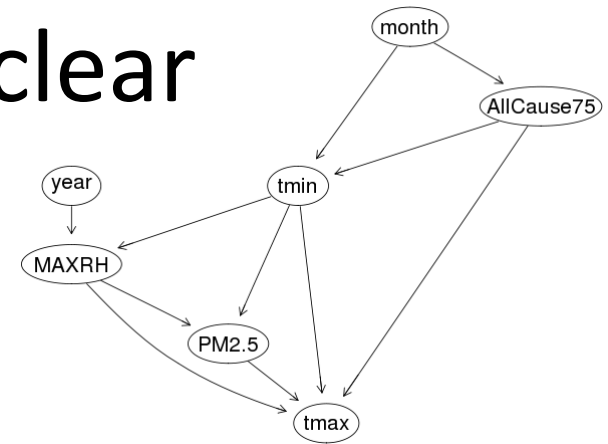 clear
month
AllCause75
year
tmin
MAXRH
PM2.5
tmax